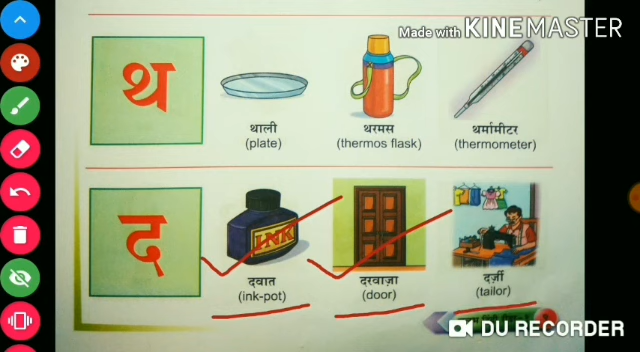 Made with KINEMASTER
थ
थाली
(plate)
थरमस
(thermos flask)
थर्मामीटर
(thermometer)
द
INK
दवात
(ink-pot)
दरवाज़ा
(door)
दर्ज़ी
(tailor)
DU RECORDER